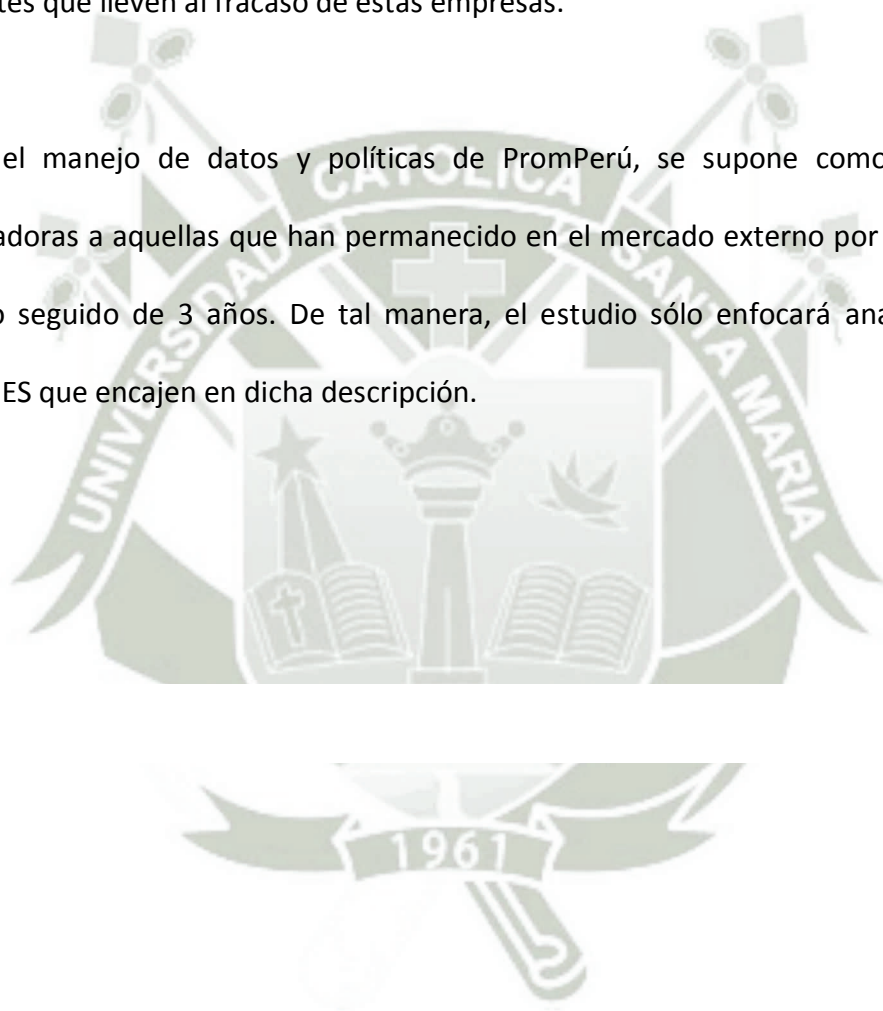 tes que lleven al fracaso de estas empresas.
el manejo de datos y políticas de PromPerú, se supone como
adoras a aquellas que han permanecido en el mercado externo por
o seguido de 3 años. De tal manera, el estudio sólo enfocará ana
ES que encajen en dicha descripción.
UNIVERSIDAD CATOLICA SANTA MARIA
1961